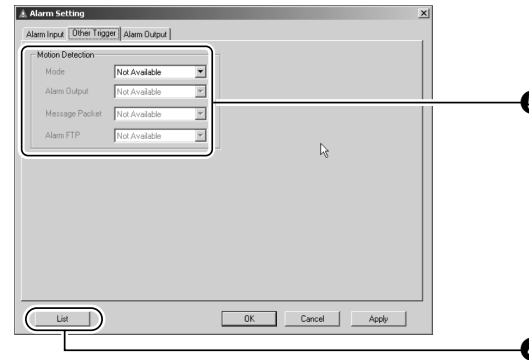 Alarm Setting
Alarm Input Other Trigger Alarm Output
Motion Detection
Mode Not Available
Alarm Output Not Available
Message Packet Not Available
Alarm FTP Not Available
List OK Cancel Apply